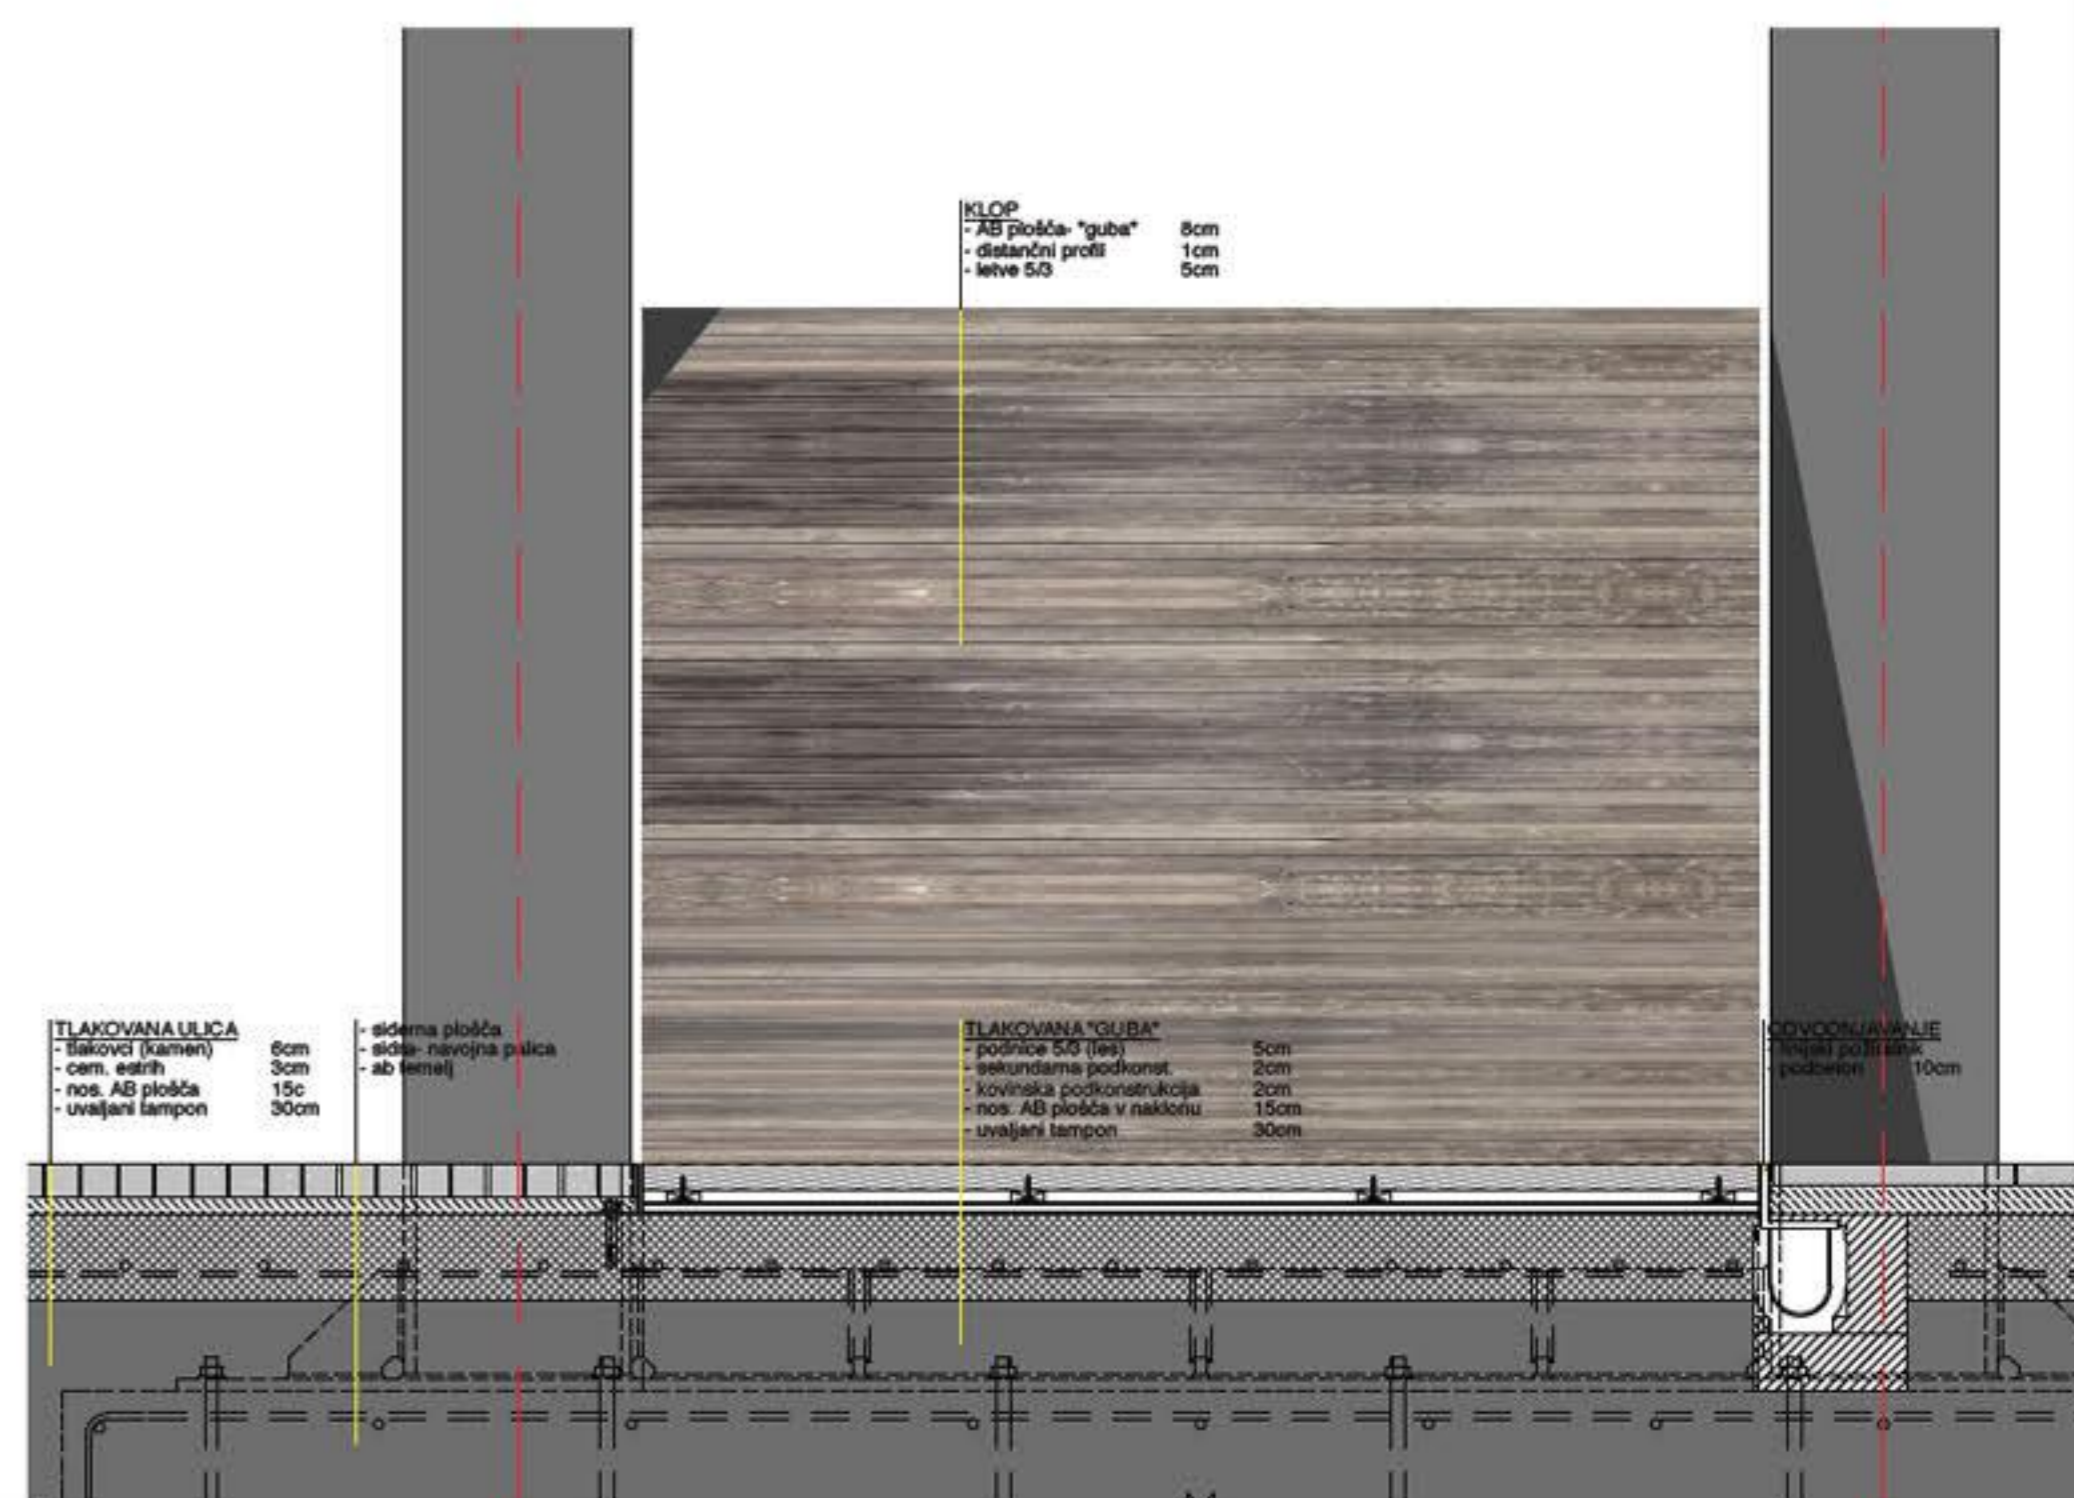 KLOP
- AB plošča- "guba" 8cm
- distančni profil 1cm
- letve 5/3 5cm
TLAKOVANA ULICA
- tlakovci (kamen) 6cm
- cem. estrih 3cm
- nos. AB plošča 15c
- uvaljani tampon 30cm
- siderna plošča
- sidra- navojna palica
- ab temelj
TLAKOVANA "GUBA"
- podnice 5/3 (les) 5cm
- sekundarna podkonst. 2cm
- kovinska podkonstrukcija 2cm
- nos. AB plošča v naklonu 15cm
- uvaljani tampon 30cm
ODVODNJAVANJE
- linijski požiralnik
- podbeton 10cm